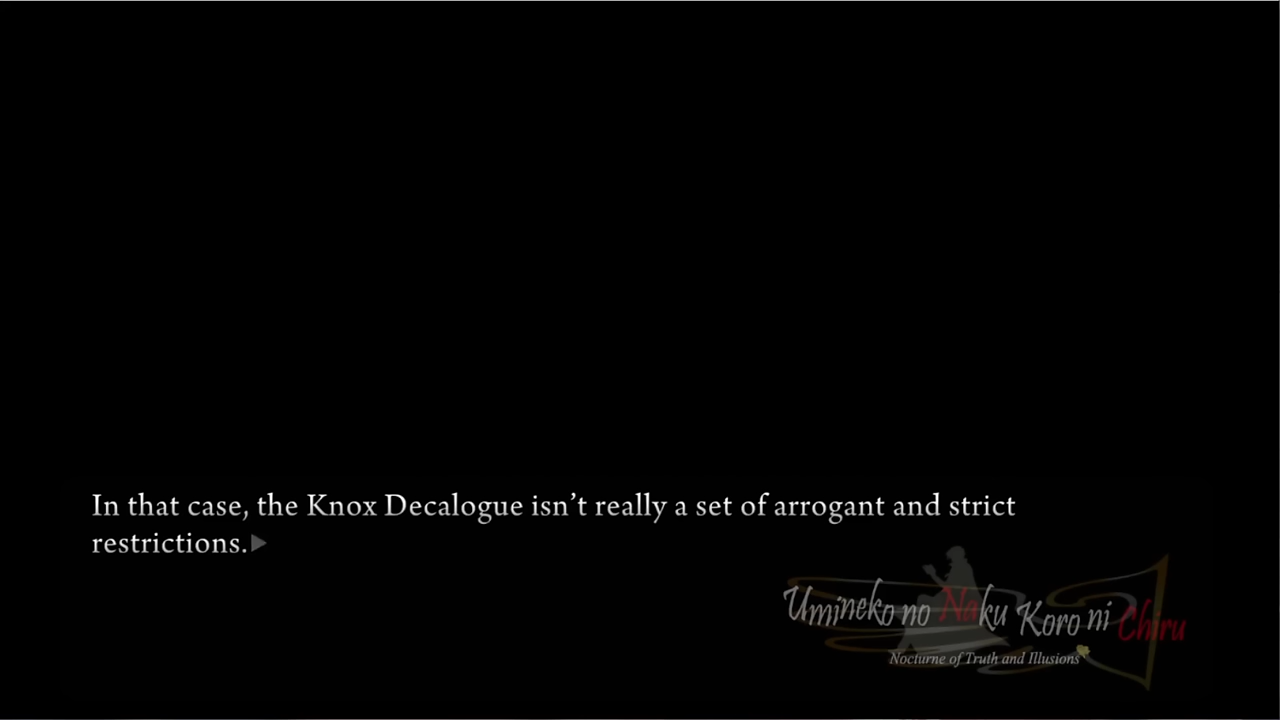 In that case, the Knox Decalogue isn’t really a set of arrogant and strict
restrictions.
Umineko no Naku Koro ni Chiru
Nocturne of Truth and Illusions